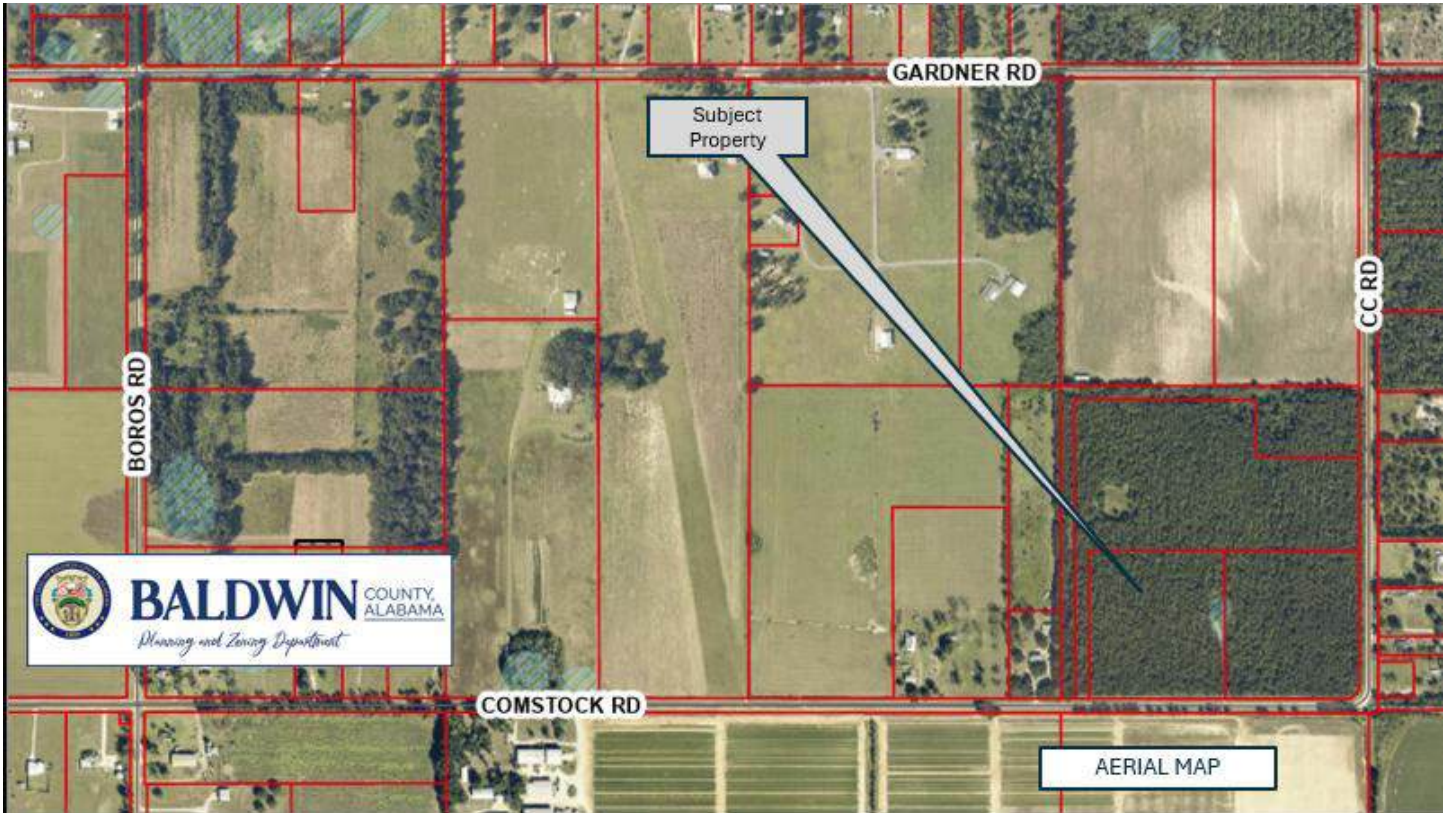 GARDNER RD
Subject
Property
CC RD
BOROS RD
BALDWIN COUNTY, ALABAMA
Planning and Zoning Department
COMSTOCK RD
AERIAL MAP